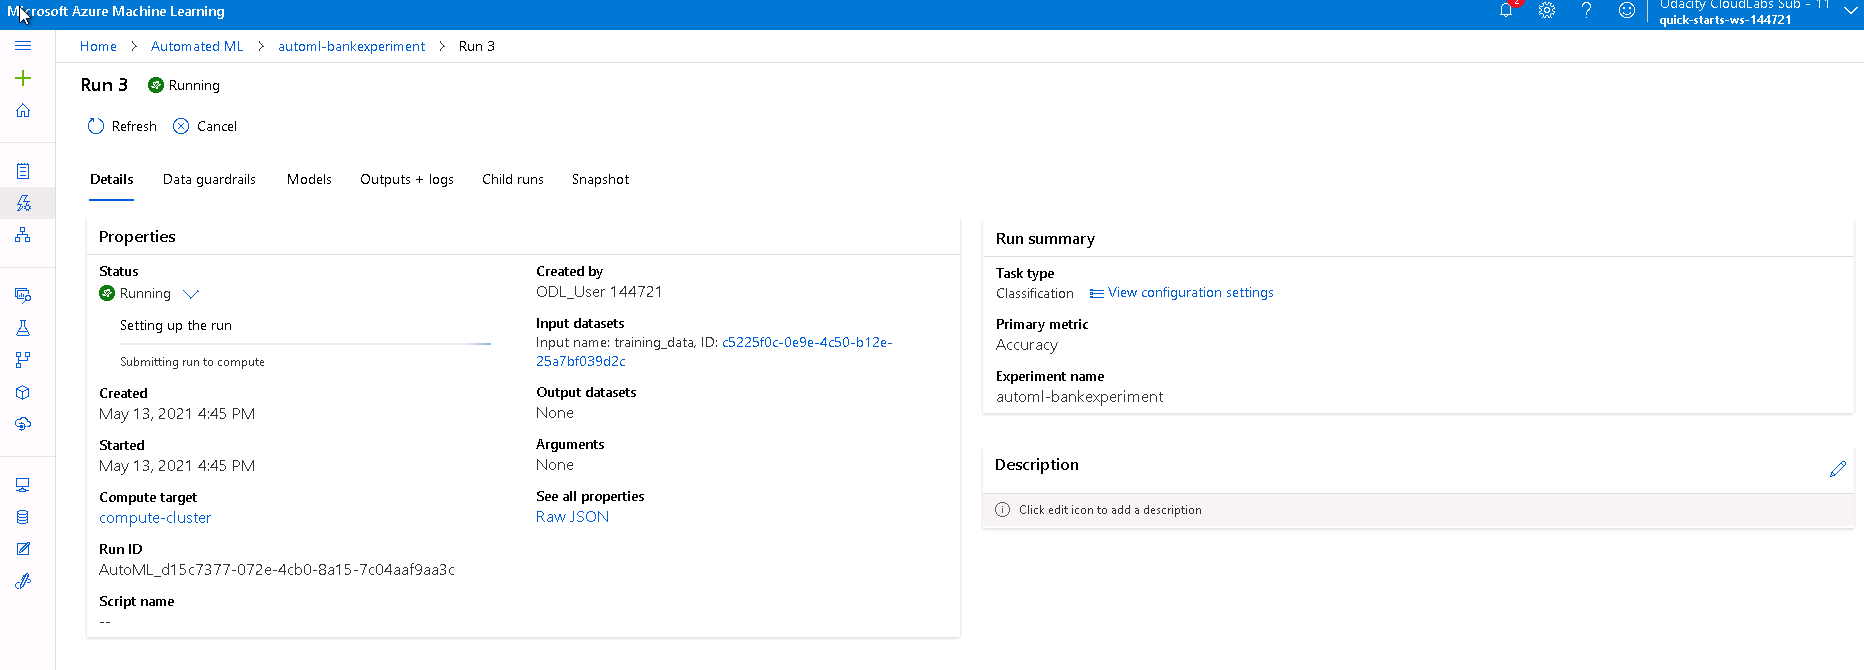 Microsoft Azure Machine Learning
2
Udacity CloudLabs Sub - 11
quick-starts-ws-144721
Home > Automated ML > automl-bankexperiment > Run 3
Run 3 Running
Refresh Cancel
Details Data guardrails Models Outputs + logs Child runs Snapshot
Properties
Status
Running
Setting up the run
Submitting run to compute
Created
May 13, 2021 4:45 PM
Started
May 13, 2021 4:45 PM
Compute target
compute-cluster
Run ID
AutoML_d15c7377-072e-4cb0-8a15-7c04aaf9aa3c
Script name
--
Created by
ODL_User 144721
Input datasets
Input name: training_data, ID: c5225f0c-0e9e-4c50-b12e-
25a7bf039d2c
Output datasets
None
Arguments
None
See all properties
Raw JSON
Run summary
Task type
Classification View configuration settings
Primary metric
Accuracy
Experiment name
automl-bankexperiment
Description
Click edit icon to add a description